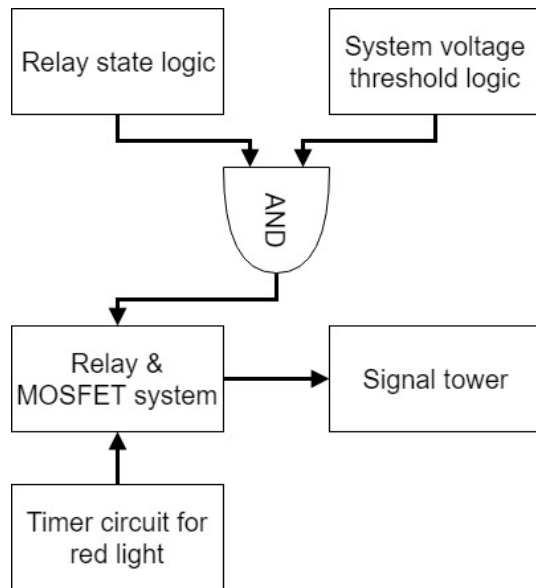 Relay state logic
System voltage
threshold logic
AND
Relay &
MOSFET system
Signal tower
Timer circuit for
red light